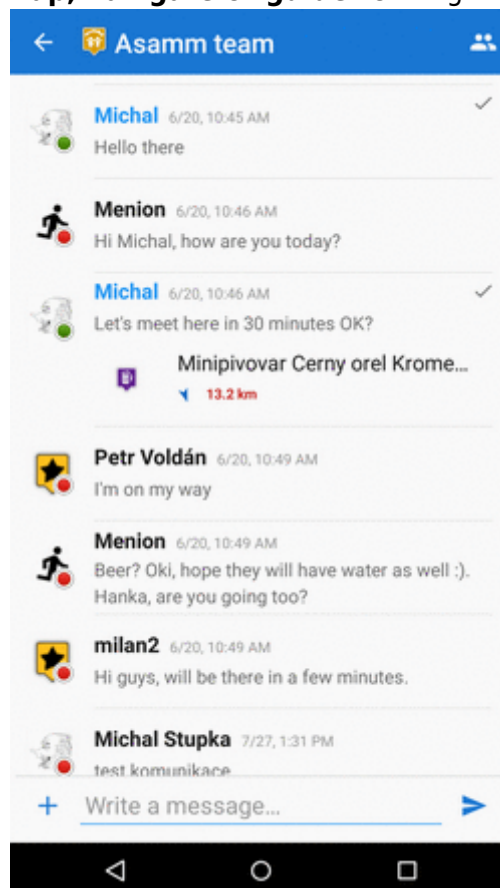 Asamm team
Michal 6/20, 10:45 AM
Hello there
Menion 6/20, 10:46 AM
Hi Michal, how are you today?
Michal 6/20, 10:46 AM
Let's meet here in 30 minutes OK?
Minipivovar Cerny orel Krome...
13.2 km
Petr Voldán 6/20, 10:49 AM
I'm on my way
Menion 6/20, 10:49 AM
Beer? Oki, hope they will have water as well :).
Hanka, are you going too?
milan2 6/20, 10:49 AM
Hi guys, will be there in a few minutes.
Michal Stupka 7/27, 1:31 PM
test komunikace
Write a message...